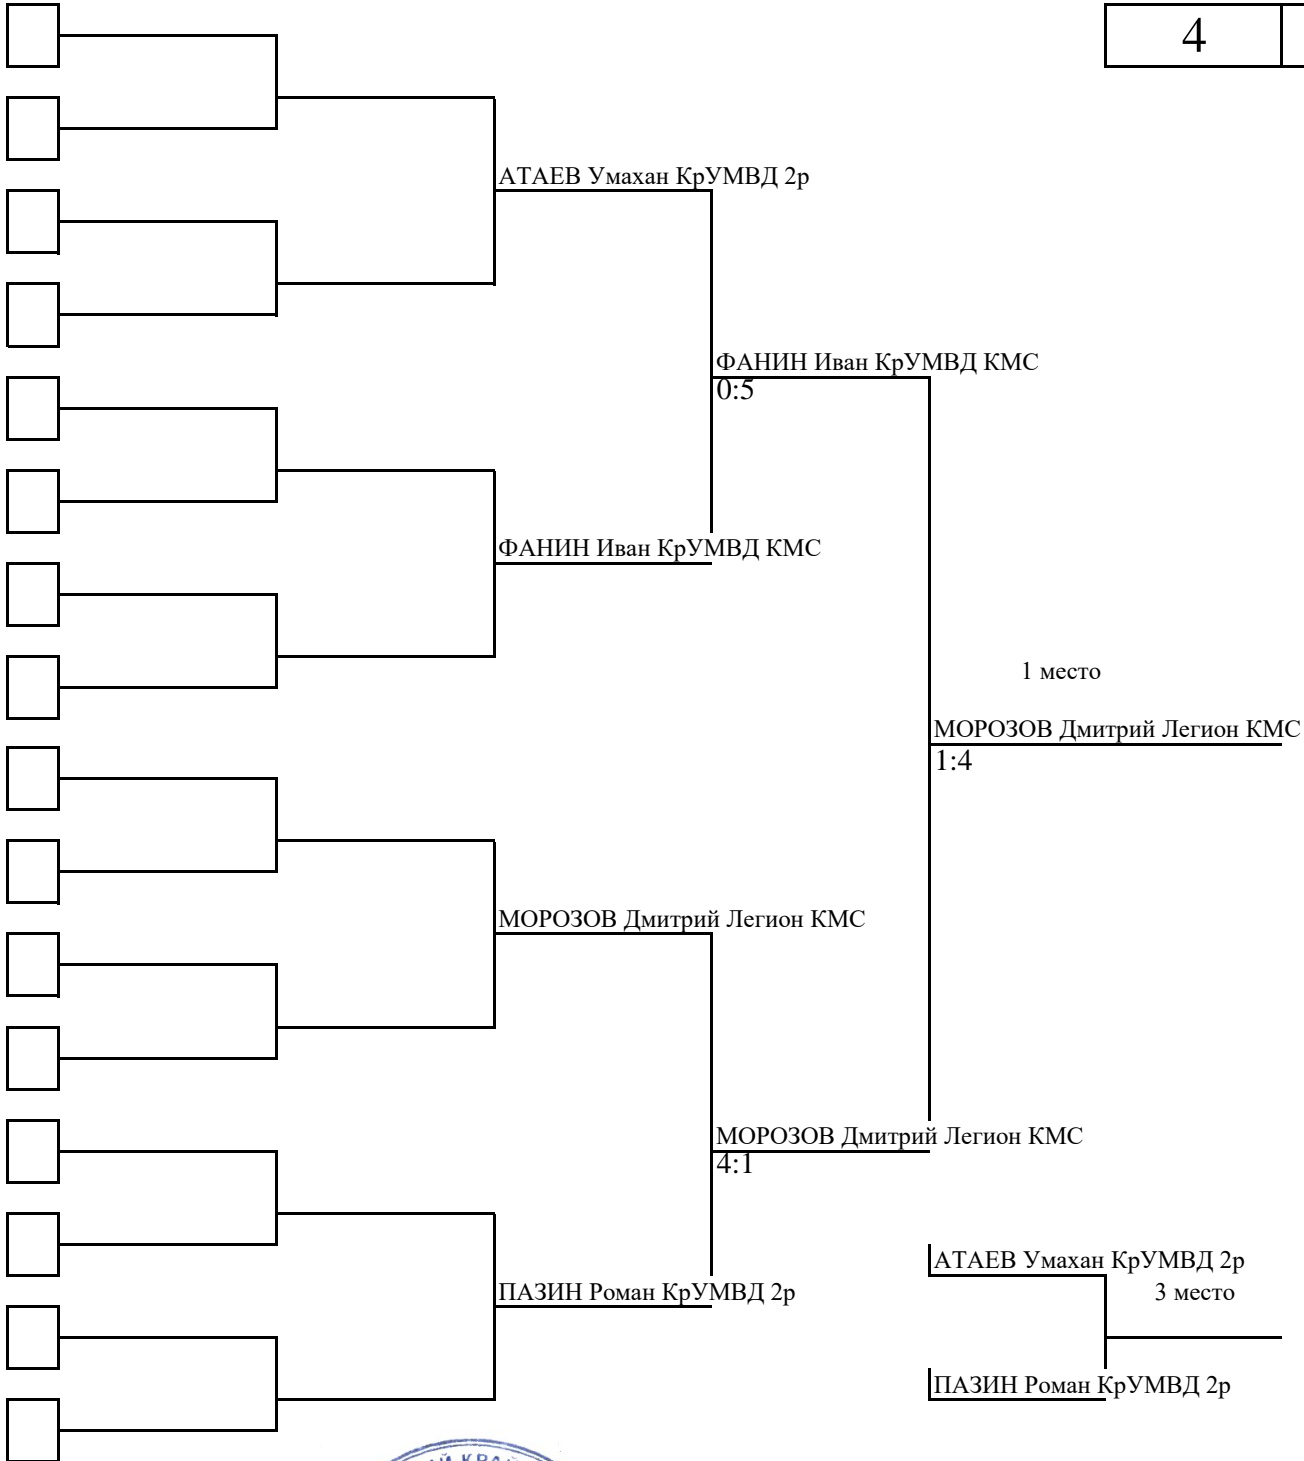 4
АТАЕВ Умахан КрУМВД 2р
ФАНИН Иван КрУМВД КМС
0:5
ФАНИН Иван КрУМВД КМС
1 место
МОРОЗОВ Дмитрий Легион КМС
1:4
МОРОЗОВ Дмитрий Легион КМС
МОРОЗОВ Дмитрий Легион КМС
4:1
АТАЕВ Умахан КрУМВД 2р
ПАЗИН Роман КрУМВД 2р
3 место
ПАЗИН Роман КрУМВД 2р